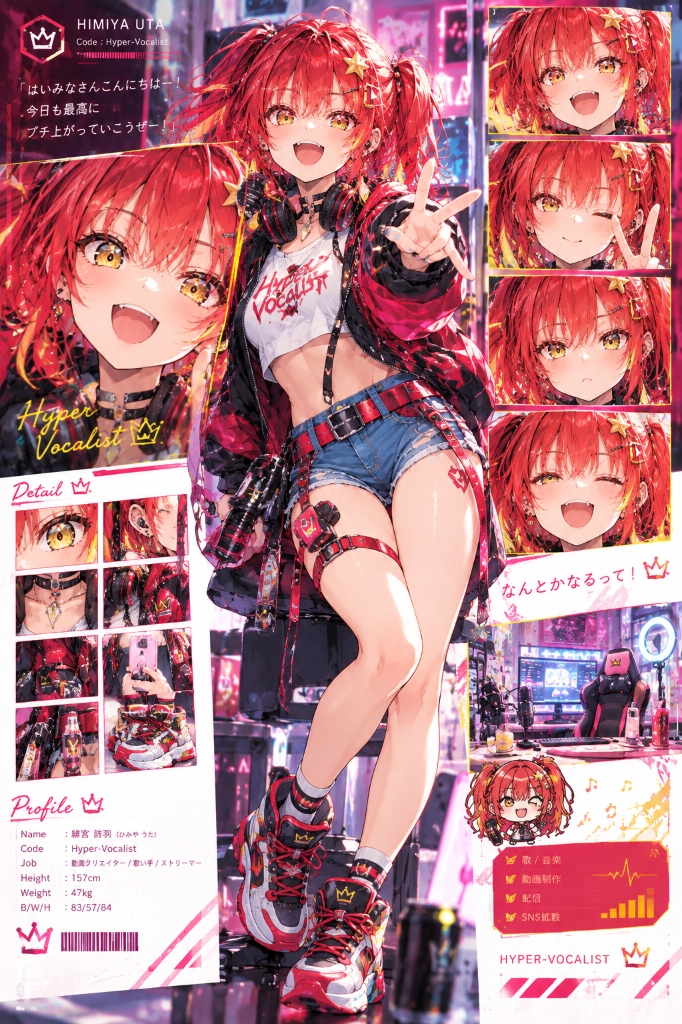 HIMIYA UTA
Code : Hyper-Vocalist
「はいみなさんこんにちはー！
今日も最高に
ブチ上がっていこうぜー！」
Hyper
Vocalist
Hyper
Vocalist
なんとかなるって！
Detail
Profile
Name : 緋宮 詩羽 (ひみや うた)
Code : Hyper-Vocalist
Job : 動画クリエイター / 歌い手 / ストリーマー
Height : 157cm
Weight : 47kg
B/W/H : 83/57/84
歌 / 音楽
動画制作
配信
SNS拡散
HYPER-VOCALIST